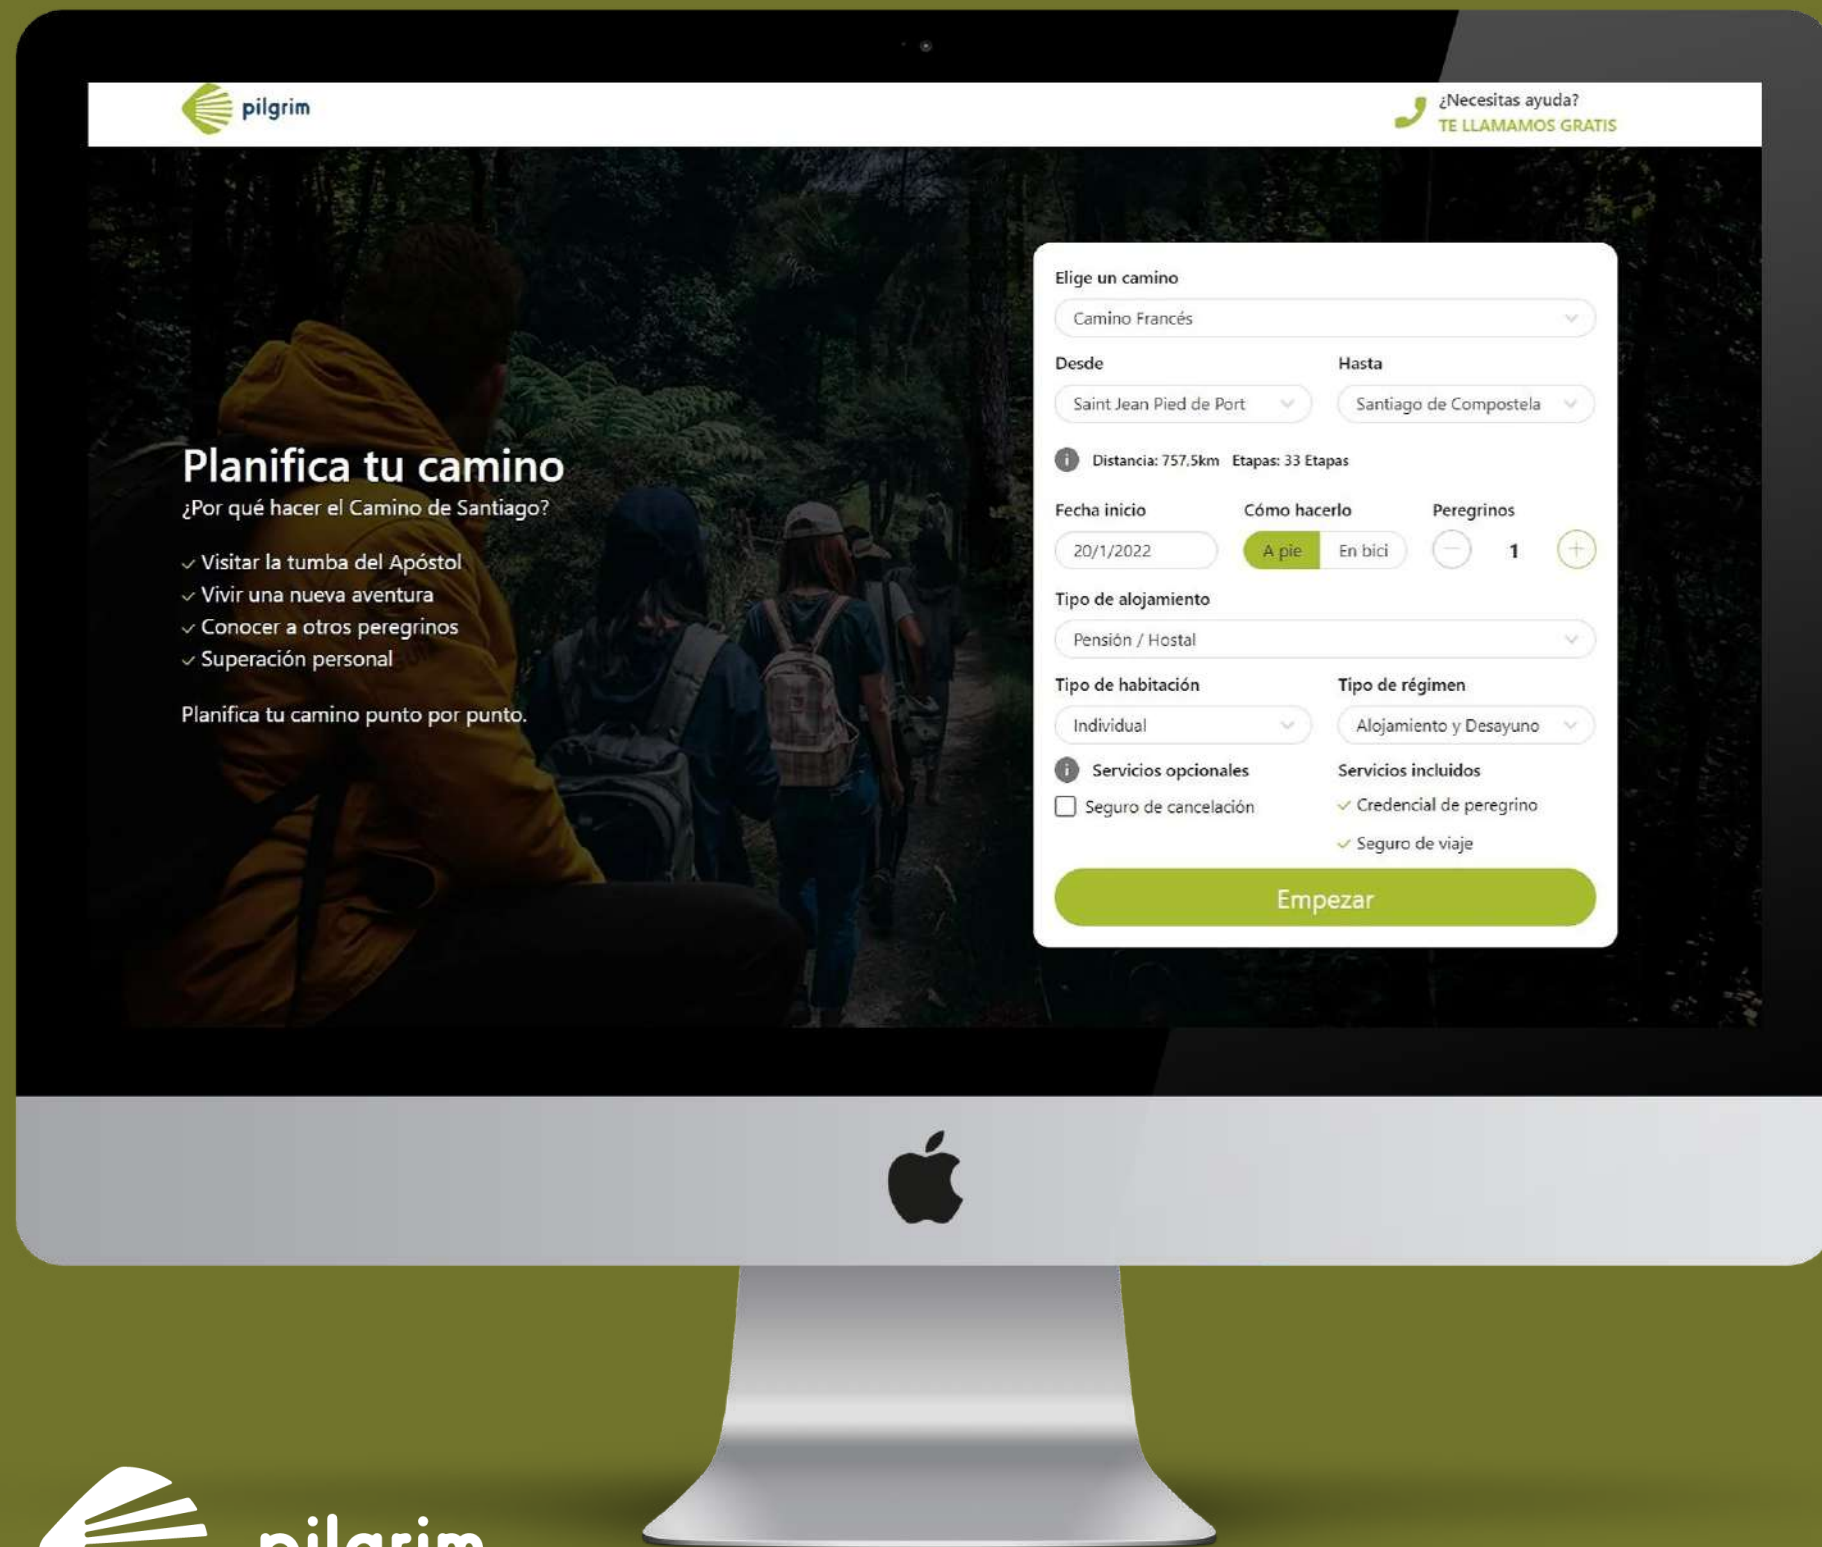 pilgrim
¿Necesitas ayuda?
TE LLAMAMOS GRATIS
Planifica tu camino
¿Por qué hacer el Camino de Santiago?
Visitar la tumba del Apóstol
Vivir una nueva aventura
Conocer a otros peregrinos
Superación personal
Planifica tu camino punto por punto.
Elige un camino
Camino Francés
Desde Hasta
Saint Jean Pied de Port Santiago de Compostela
Distancia: 757,5km Etapas: 33 Etapas
Fecha inicio Cómo hacerlo Peregrinos
20/1/2022 A pie En bici 1
Tipo de alojamiento
Pensión / Hostal
Tipo de habitación Tipo de régimen
Individual Alojamiento y Desayuno
Servicios opcionales Servicios incluidos
Seguro de cancelación Credencial de peregrino
Seguro de viaje
Empezar
pilgrim